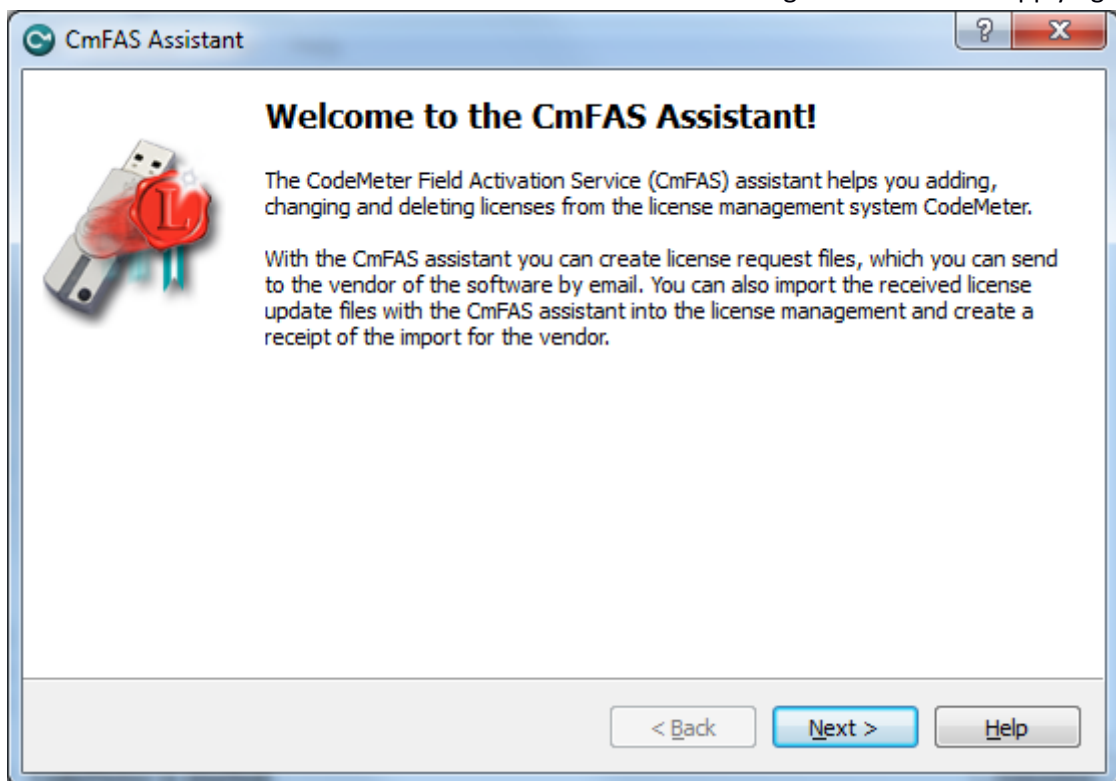 CmFAS Assistant
Welcome to the CmFAS Assistant!
The CodeMeter Field Activation Service (CmFAS) assistant helps you adding,
changing and deleting licenses from the license management system CodeMeter.
With the CmFAS assistant you can create license request files, which you can send
to the vendor of the software by email. You can also import the received license
update files with the CmFAS assistant into the license management and create a
receipt of the import for the vendor.
L
< Back Next > Help